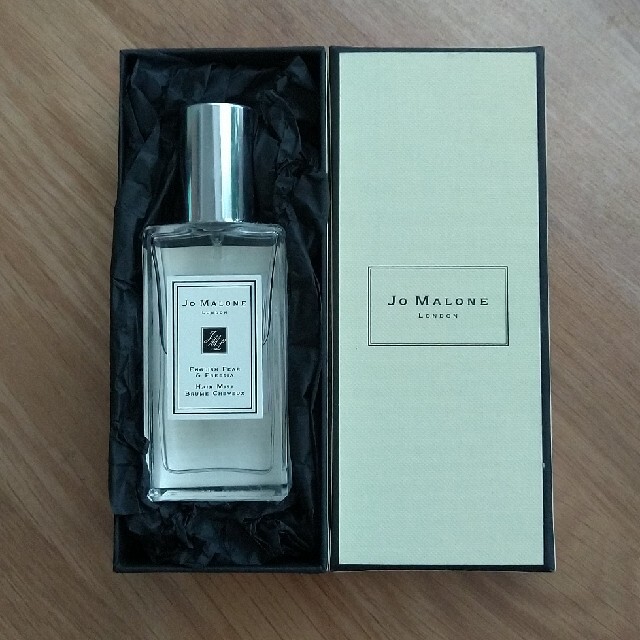 JO MALONE
LONDON
ENGLISH PEAR
& FREESIA
HAIR MIST
BRUME CHEVEUX
JO MALONE
LONDON